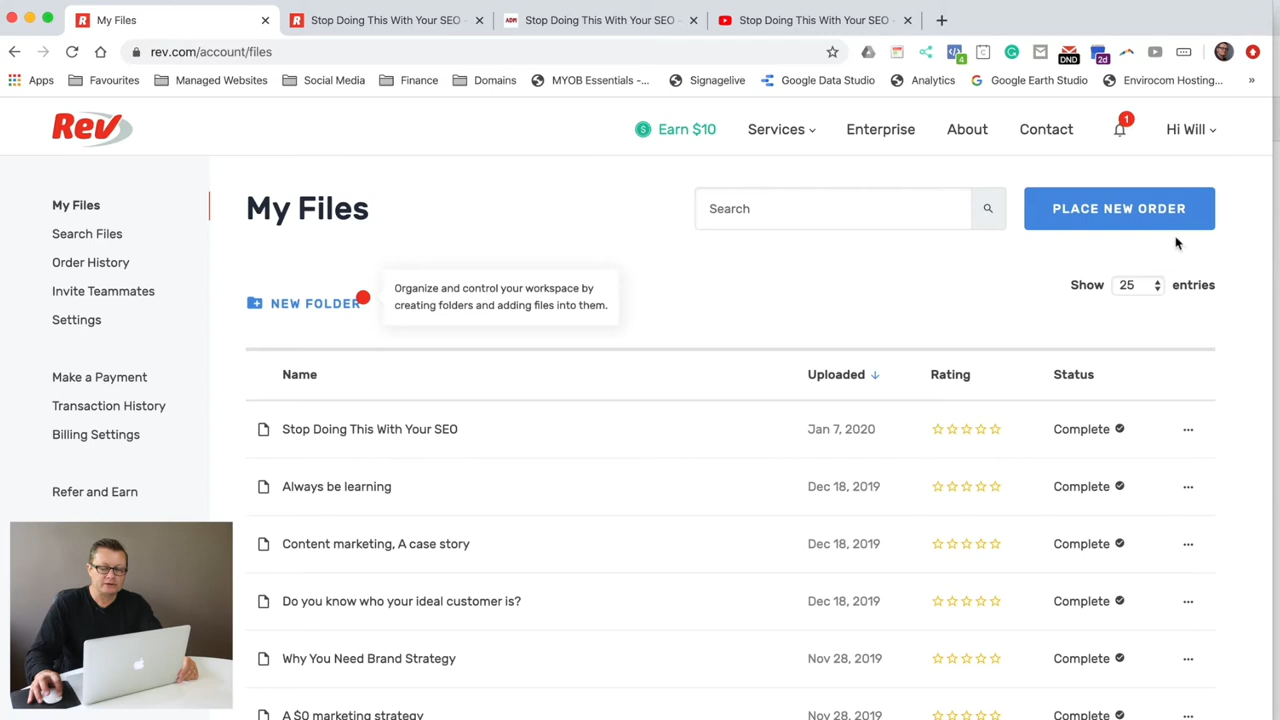 My Files
Stop Doing This With Your SEO -
Stop Doing This With Your SEO -
Stop Doing This With Your SEO -
rev.com/account/files
4
DND
2d
Apps
Favourites
Managed Websites
Social Media
Finance
Domains
MYOB Essentials -...
Signagelive
Google Data Studio
Analytics
Google Earth Studio
Envirocom Hosting...
»
Rev
Earn $10
Services
Enterprise
About
Contact
1
Hi Will
My Files
Search Files
Order History
Invite Teammates
Settings
Make a Payment
Transaction History
Billing Settings
Refer and Earn
My Files
Search
PLACE NEW ORDER
NEW FOLDER
Organize and control your workspace by
creating folders and adding files into them.
Show 25 entries
Name Uploaded Rating Status
Stop Doing This With Your SEO Jan 7, 2020 Complete
Always be learning Dec 18, 2019 Complete
Content marketing, A case story Dec 18, 2019 Complete
Do you know who your ideal customer is? Dec 18, 2019 Complete
Why You Need Brand Strategy Nov 28, 2019 Complete
A $0 marketing strategy Nov 28, 2019 Complete